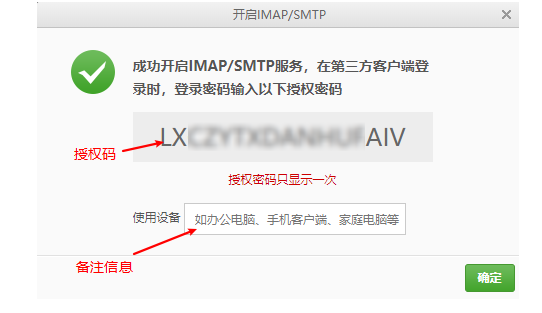 开启IMAP/SMTP
成功开启IMAP/SMTP服务，在第三方客户端登
录时，登录密码输入以下授权密码
LX AIV
授权码
授权密码只显示一次
使用设备 如办公电脑、手机客户端、家庭电脑等
备注信息
确定